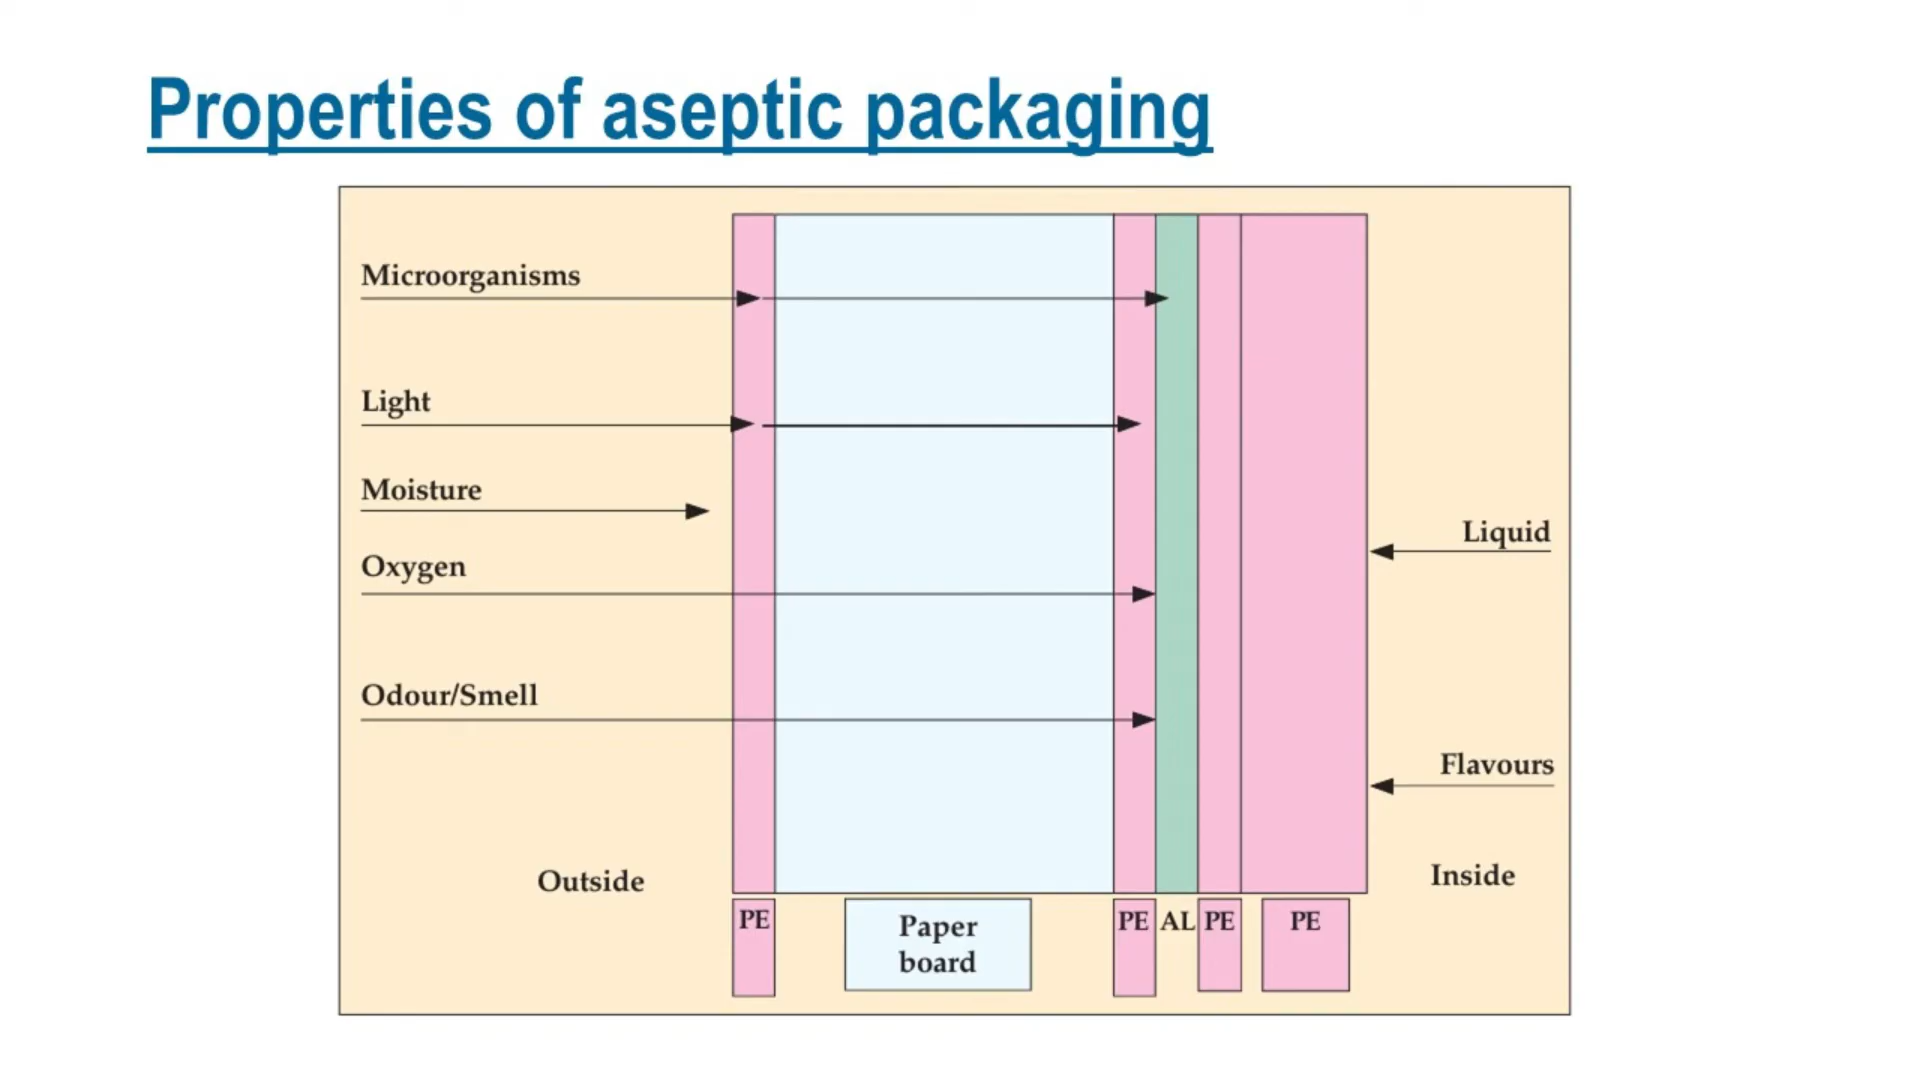 Properties of aseptic packaging
Microorganisms
Light
Moisture
Liquid
Oxygen
Odour/Smell
Flavours
Outside
Inside
PE
Paper
board
PE
AL
PE
PE